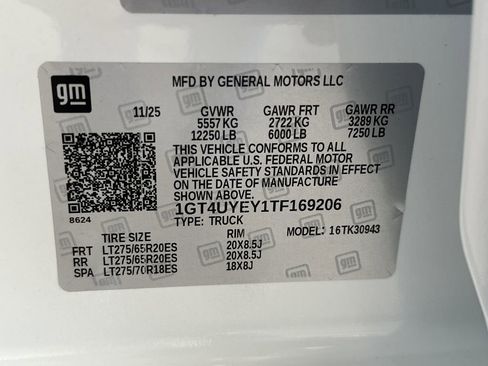 gm
MFD BY GENERAL MOTORS LLC
11/25 GVWR GAWR FRT GAWR RR
5557 KG 2722 KG 3289 KG
12250 LB 6000 LB 7250 LB
THIS VEHICLE CONFORMS TO ALL
APPLICABLE U.S. FEDERAL MOTOR
VEHICLE SAFETY STANDARDS IN EFFECT
ON THE DATE OF MANUFACTURE SHOWN ABOVE.
8624
1GT4UYEY1TF169206
TYPE: TRUCK
TIRE SIZE RIM MODEL: 16TK30943
FRT LT275/65R20ES 20X8.5J
RR LT275/65R20ES 20X8.5J
SPA LT275/70R18ES 18X8J